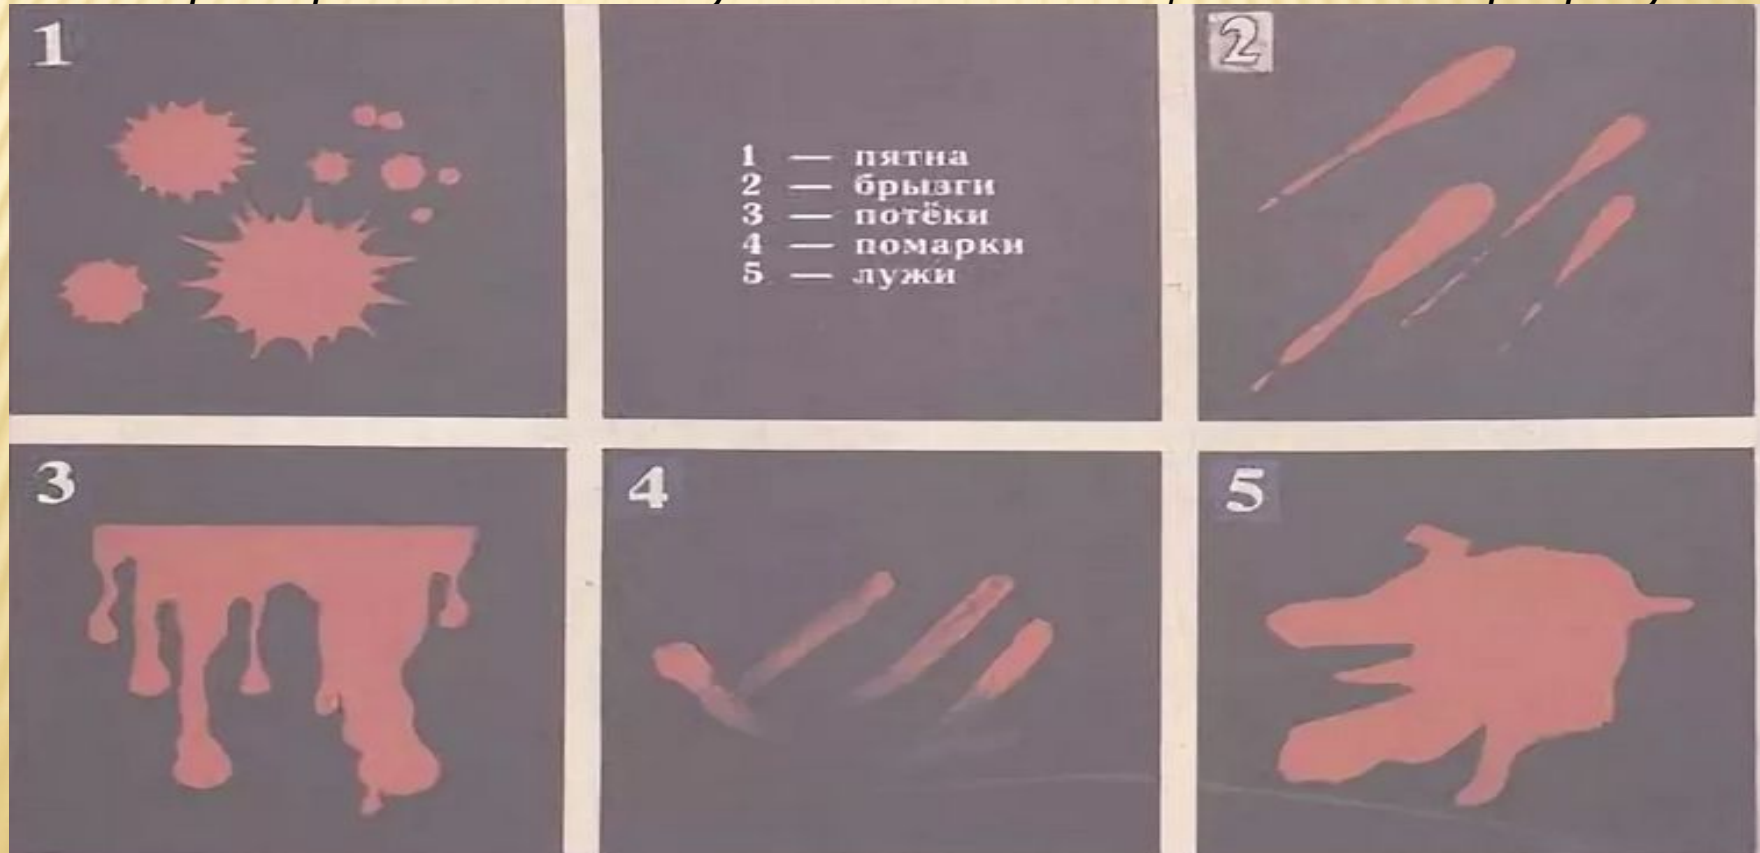 1
1 — пятна
2 — брызги
3 — потёки
4 — помарки
5 — лужи
2
3
4
5